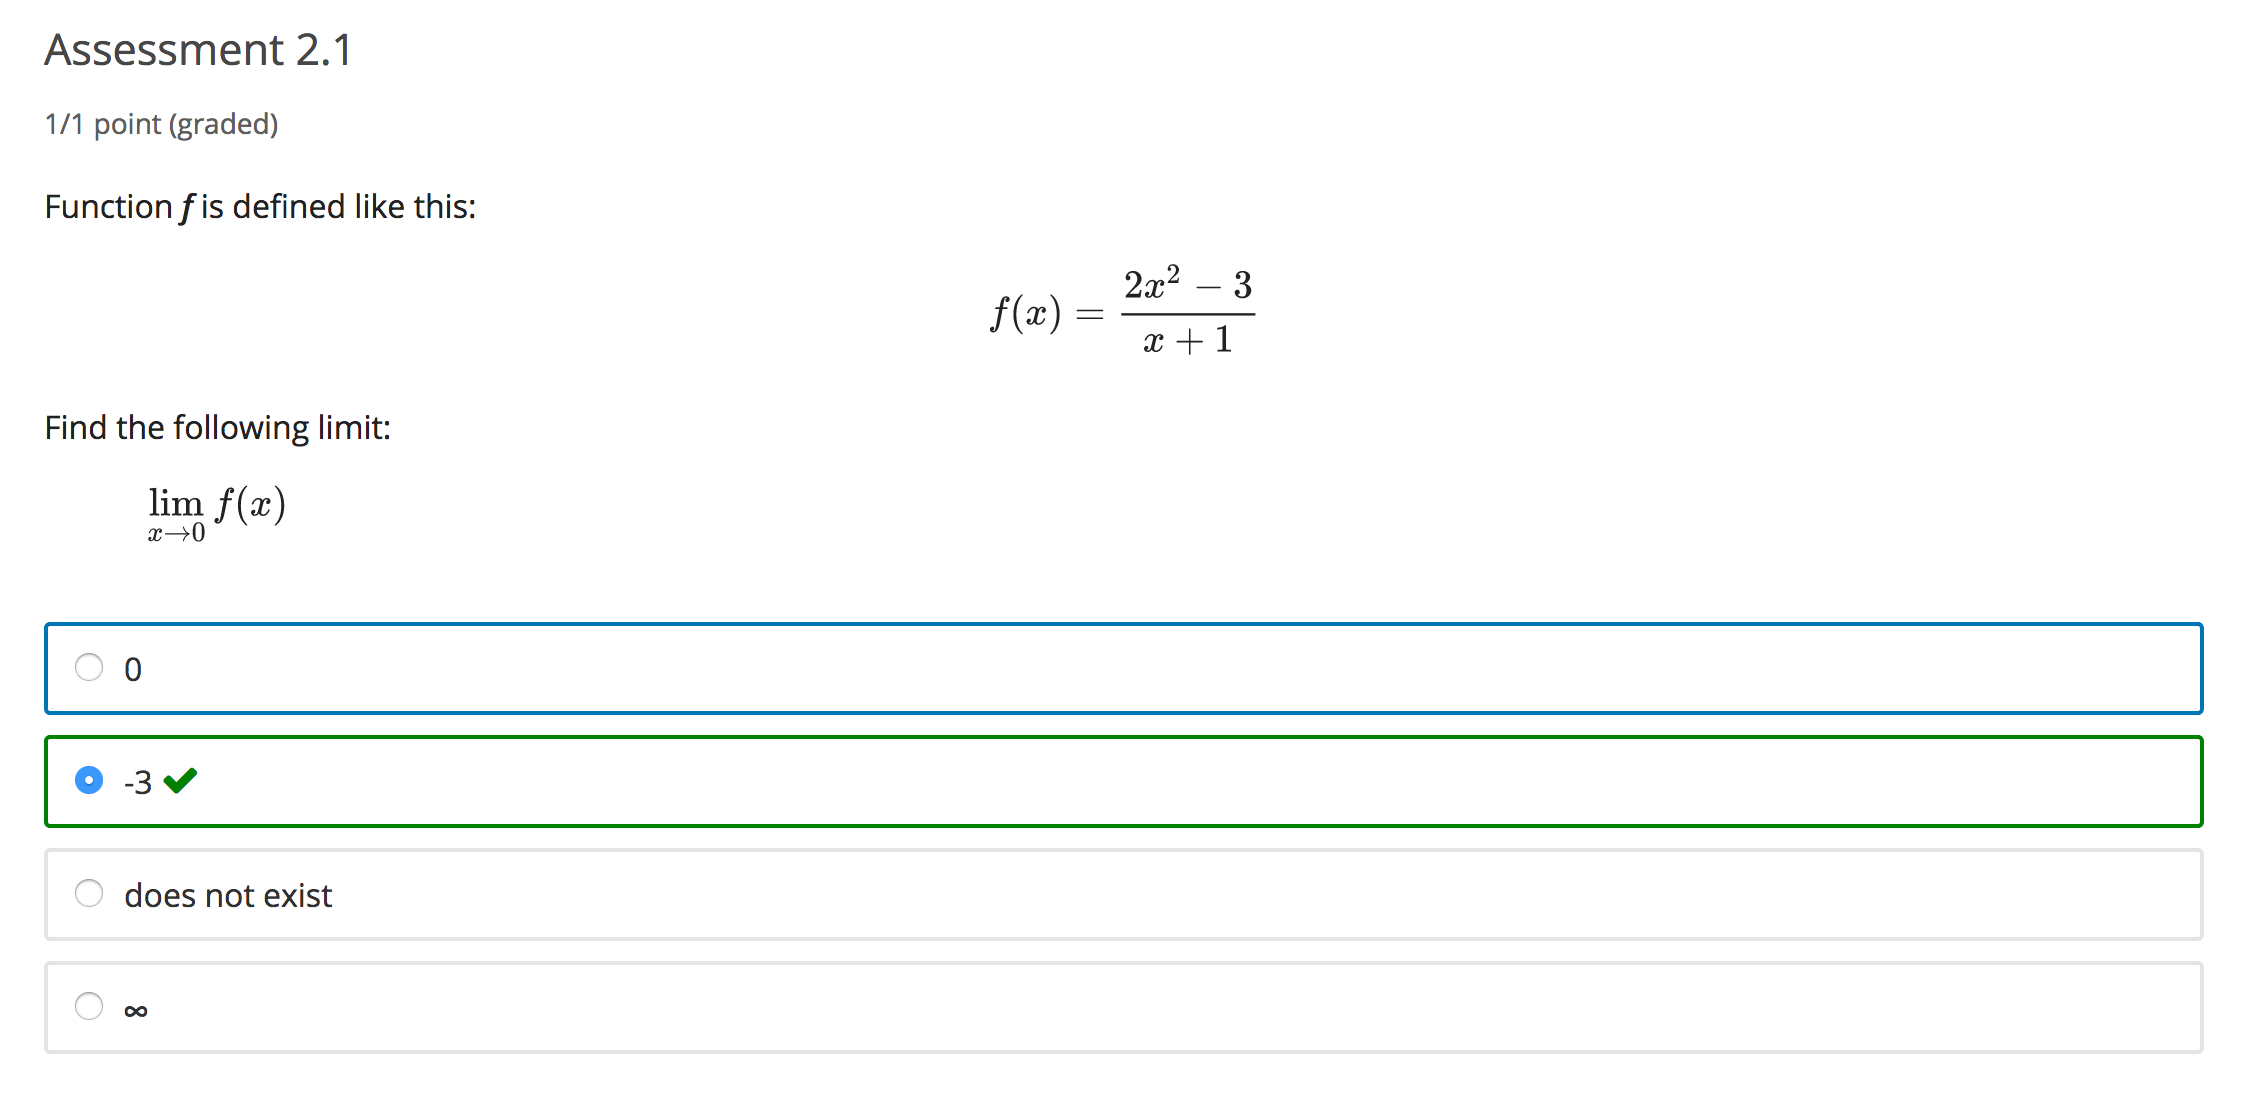 Assessment 2.1
1/1 point (graded)
Function f is defined like this:
f(x) = \frac{2x^2 - 3}{x + 1}
Find the following limit:
\lim_{x \to 0} f(x)
0
-3
does not exist
∞